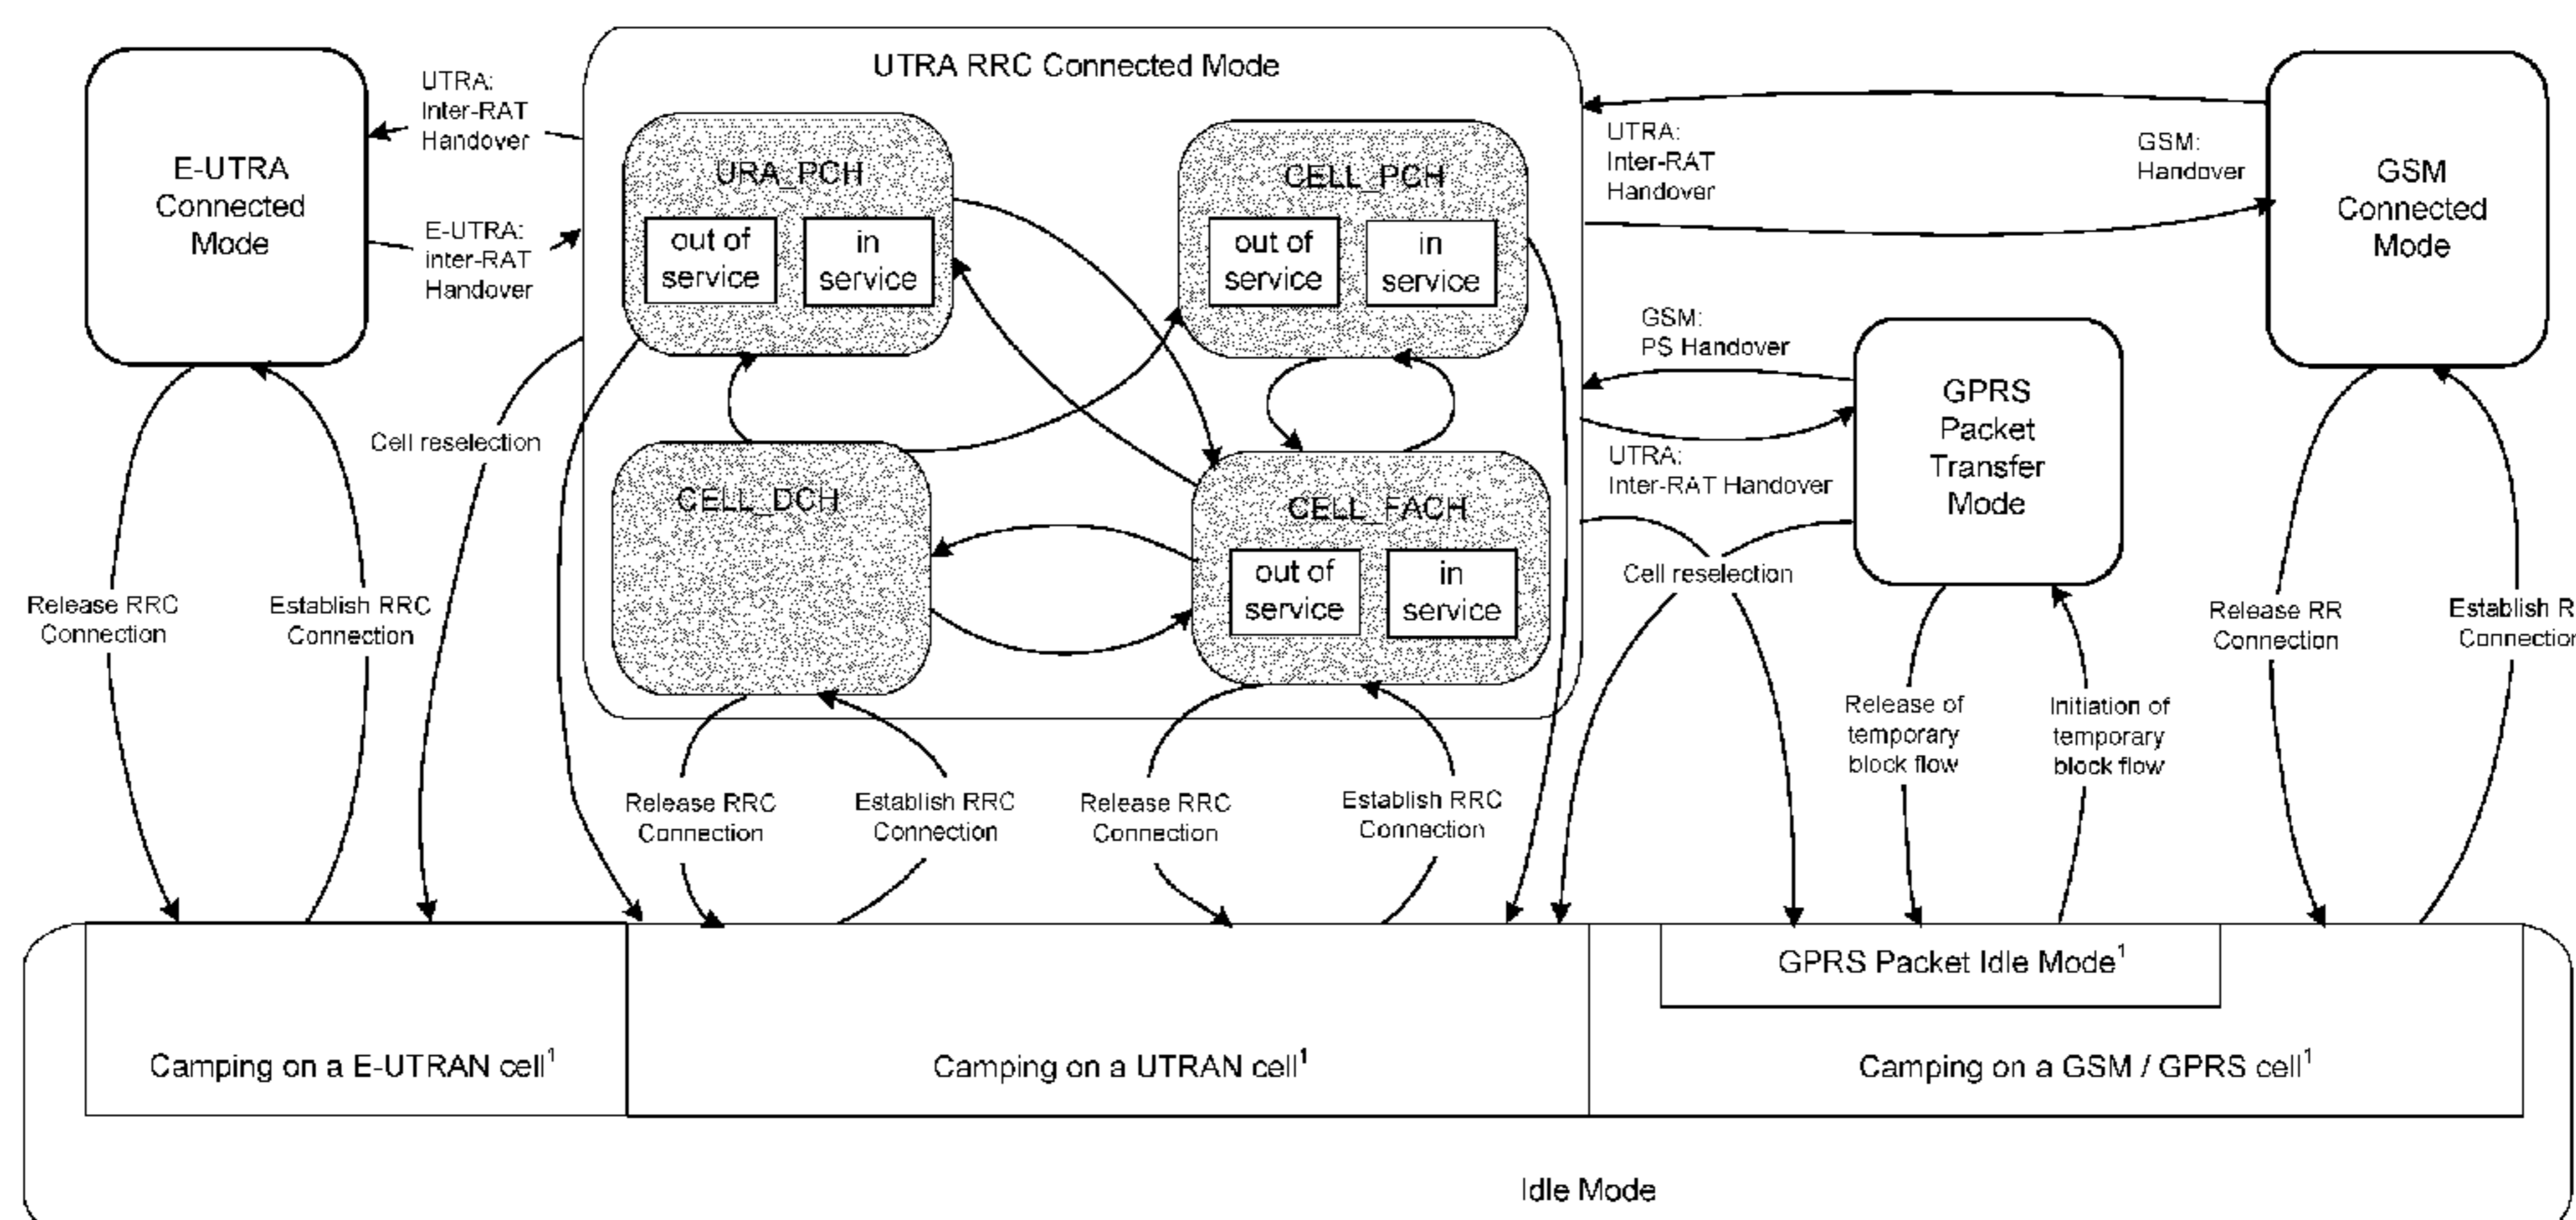 UTRA RRC Connected Mode
E-UTRA
Connected
Mode
UTRA:
Inter-RAT
Handover
E-UTRA:
inter-RAT
Handover
URA_PCH
out of
service
in
service
CELL_PCH
out of
service
in
service
UTRA:
Inter-RAT
Handover
GSM:
Handover
GSM
Connected
Mode
GSM:
PS Handover
GPRS
Packet
Transfer
Mode
UTRA:
Inter-RAT Handover
Cell reselection
CELL_DCH
CELL_FACH
out of
service
in
service
Cell reselection
Release RRC
Connection
Establish RRC
Connection
Release RR
Connection
Establish R
Connection
Release of
temporary
block flow
Initiation of
temporary
block flow
Release RRC
Connection
Establish RRC
Connection
Release RRC
Connection
Establish RRC
Connection
GPRS Packet Idle Mode¹
Camping on a E-UTRAN cell¹
Camping on a UTRAN cell¹
Camping on a GSM / GPRS cell¹
Idle Mode